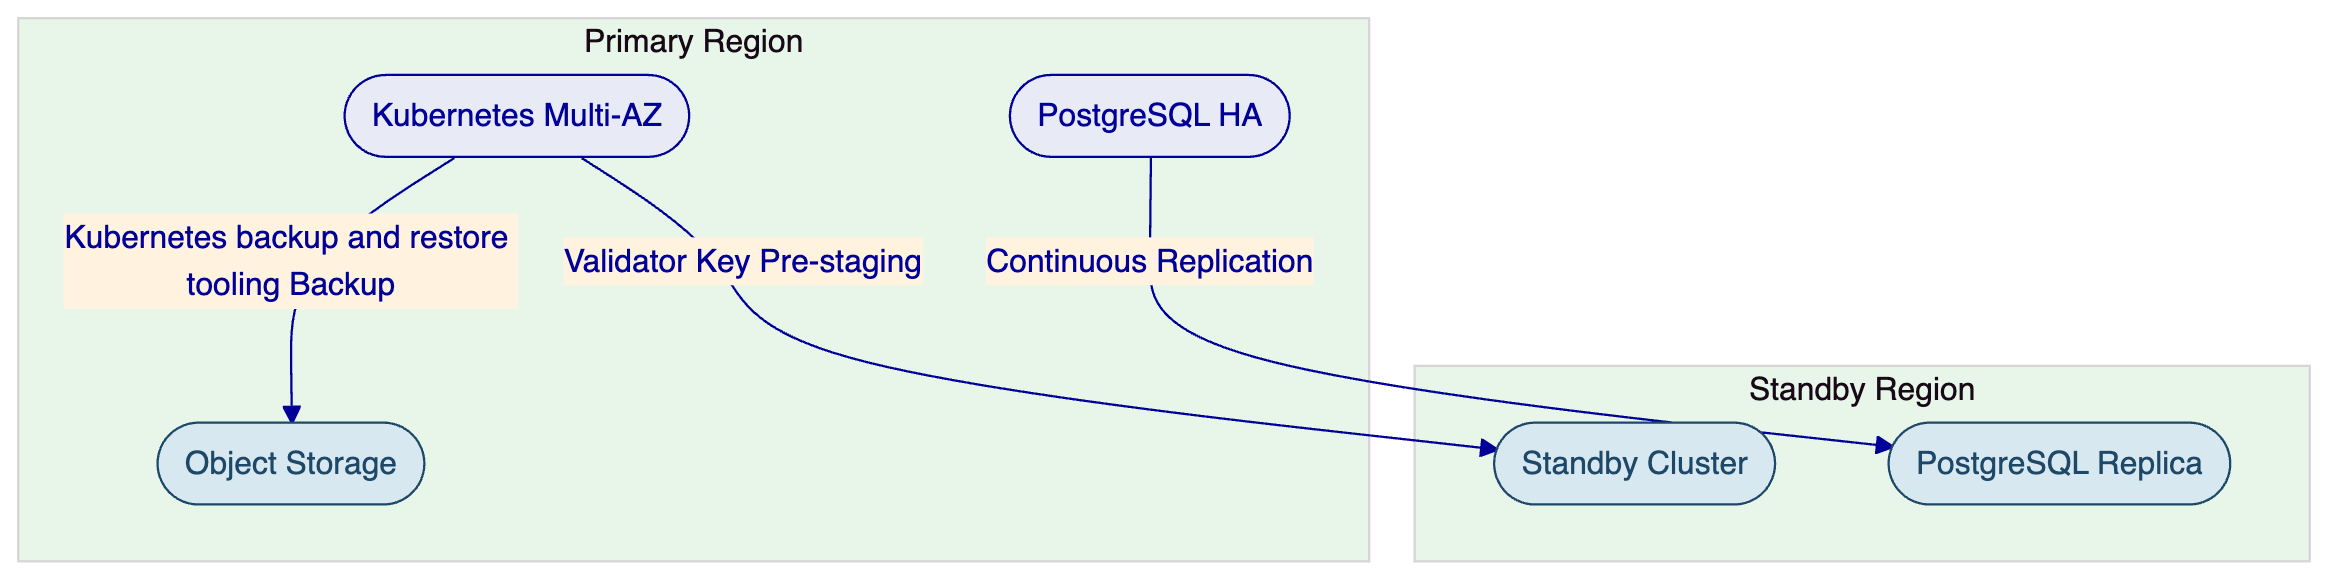 Primary Region
Kubernetes Multi-AZ
PostgreSQL HA
Kubernetes backup and restore
tooling Backup
Validator Key Pre-staging
Continuous Replication
Object Storage
Standby Region
Standby Cluster
PostgreSQL Replica